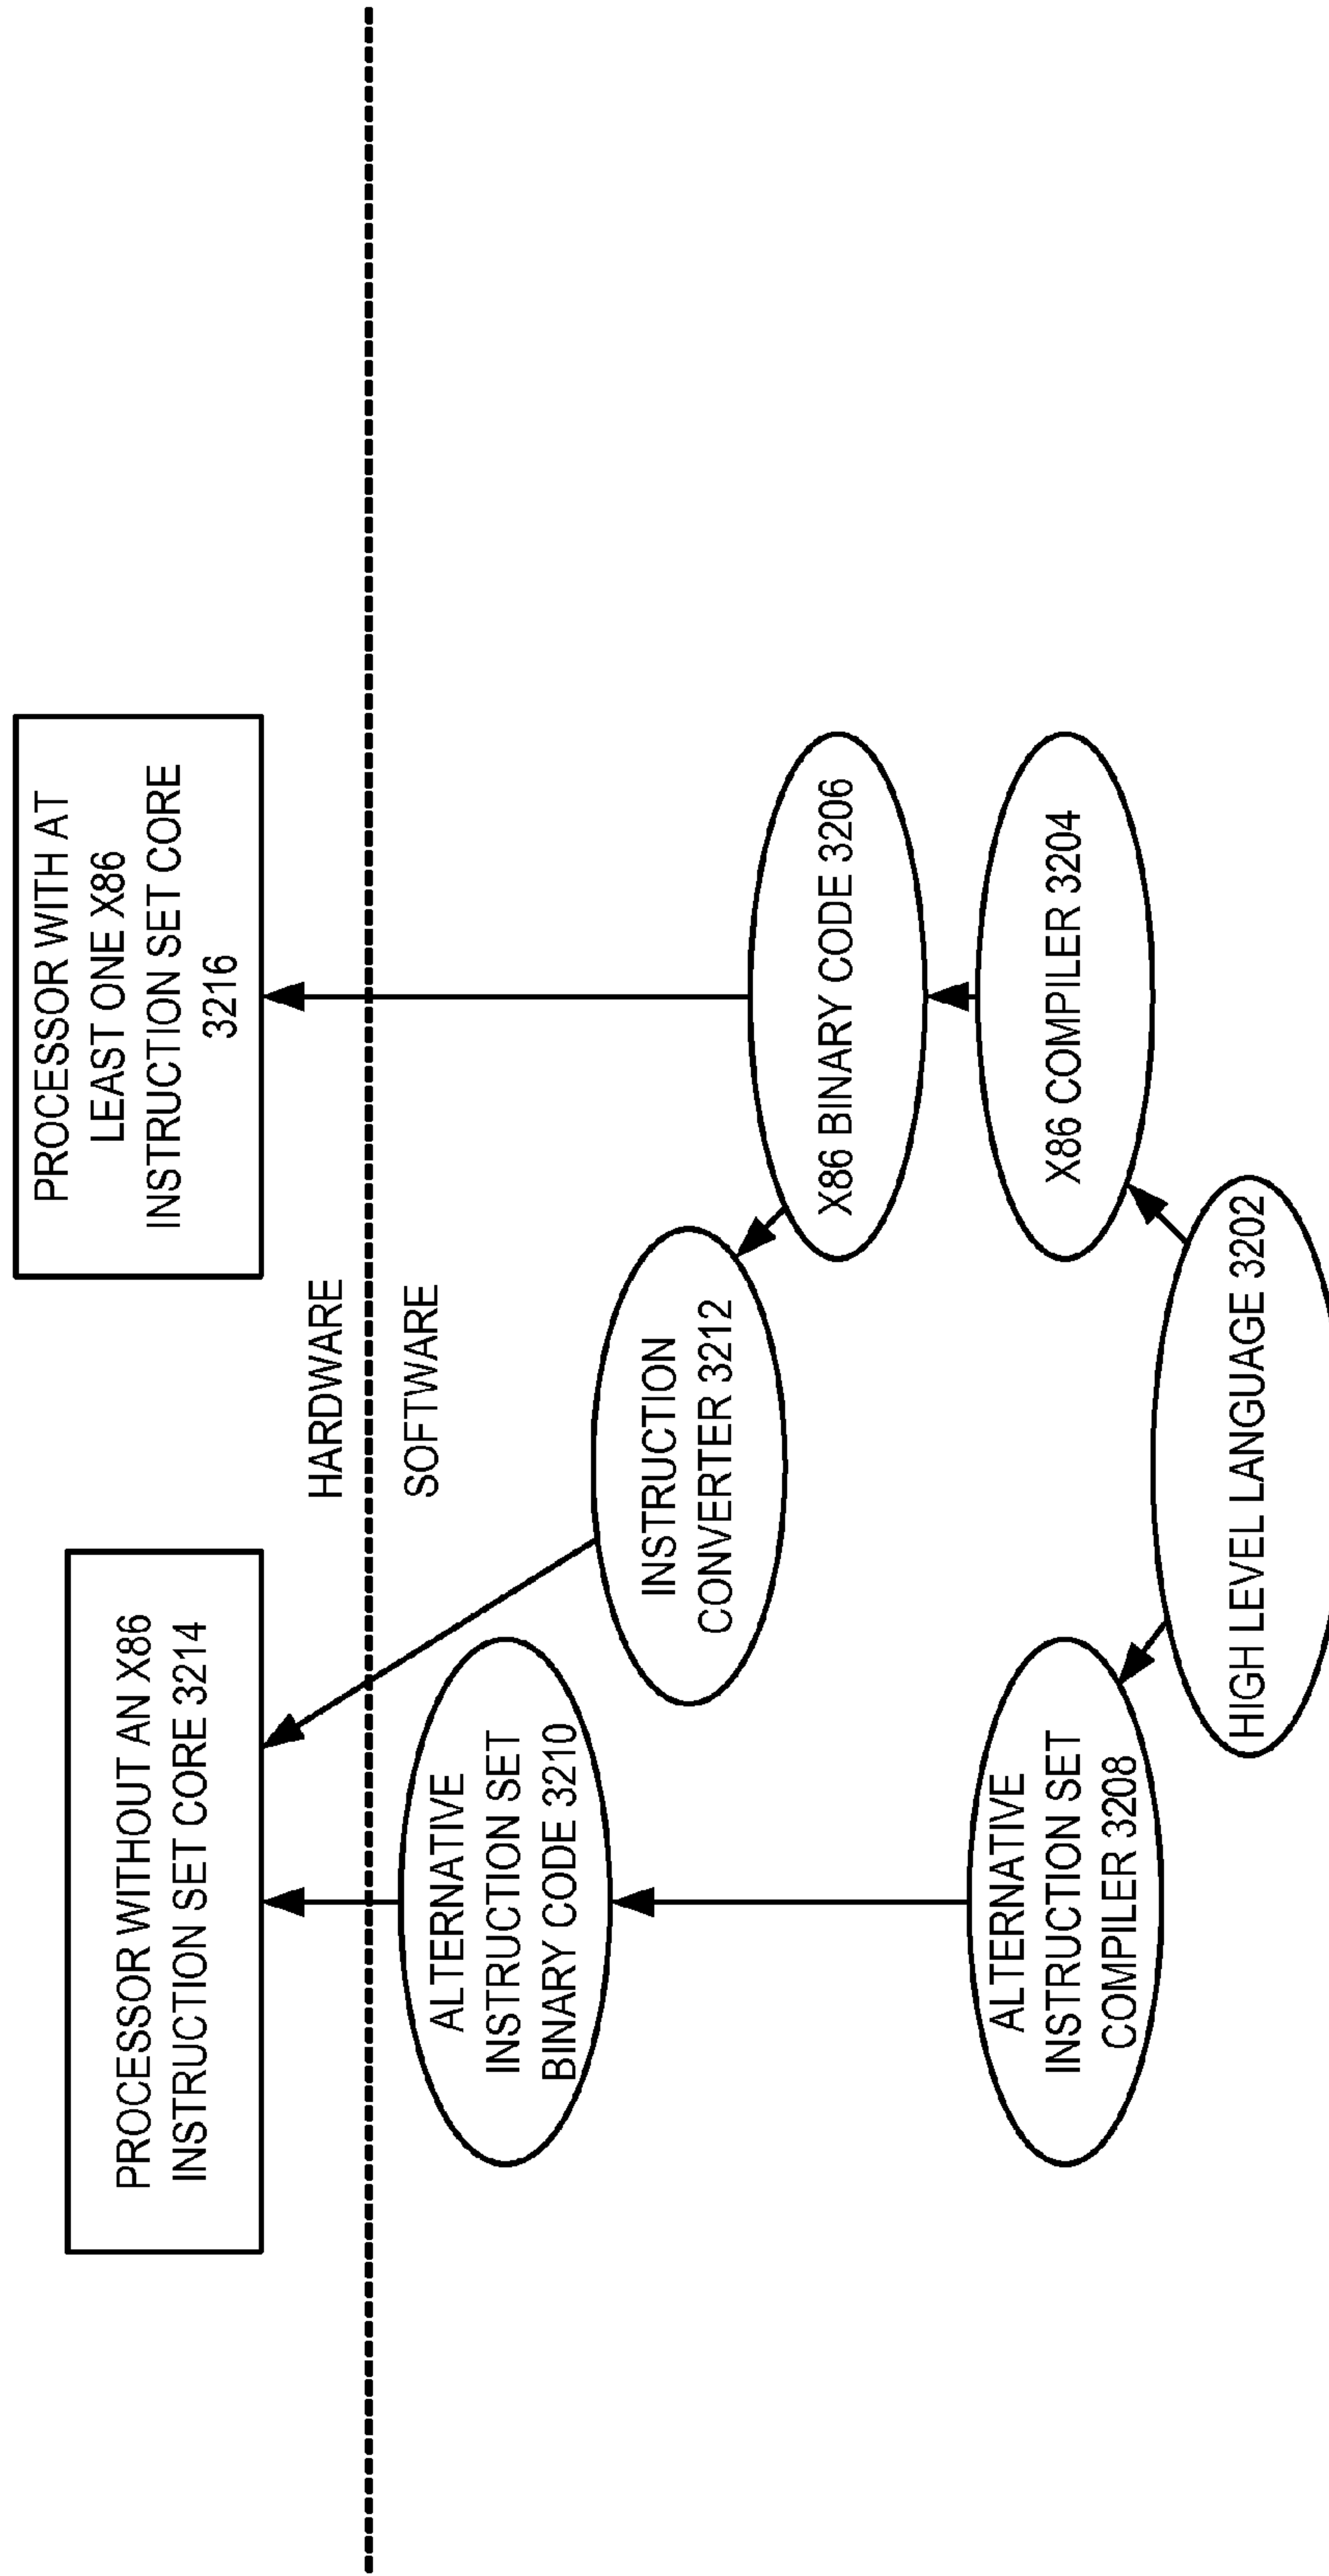 PROCESSOR WITHOUT AN X86
INSTRUCTION SET CORE 3214
PROCESSOR WITH AT
LEAST ONE X86
INSTRUCTION SET CORE
3216
HARDWARE
SOFTWARE
ALTERNATIVE
INSTRUCTION SET
BINARY CODE 3210
INSTRUCTION
CONVERTER 3212
X86 BINARY CODE 3206
ALTERNATIVE
INSTRUCTION SET
COMPILER 3208
X86 COMPILER 3204
HIGH LEVEL LANGUAGE 3202